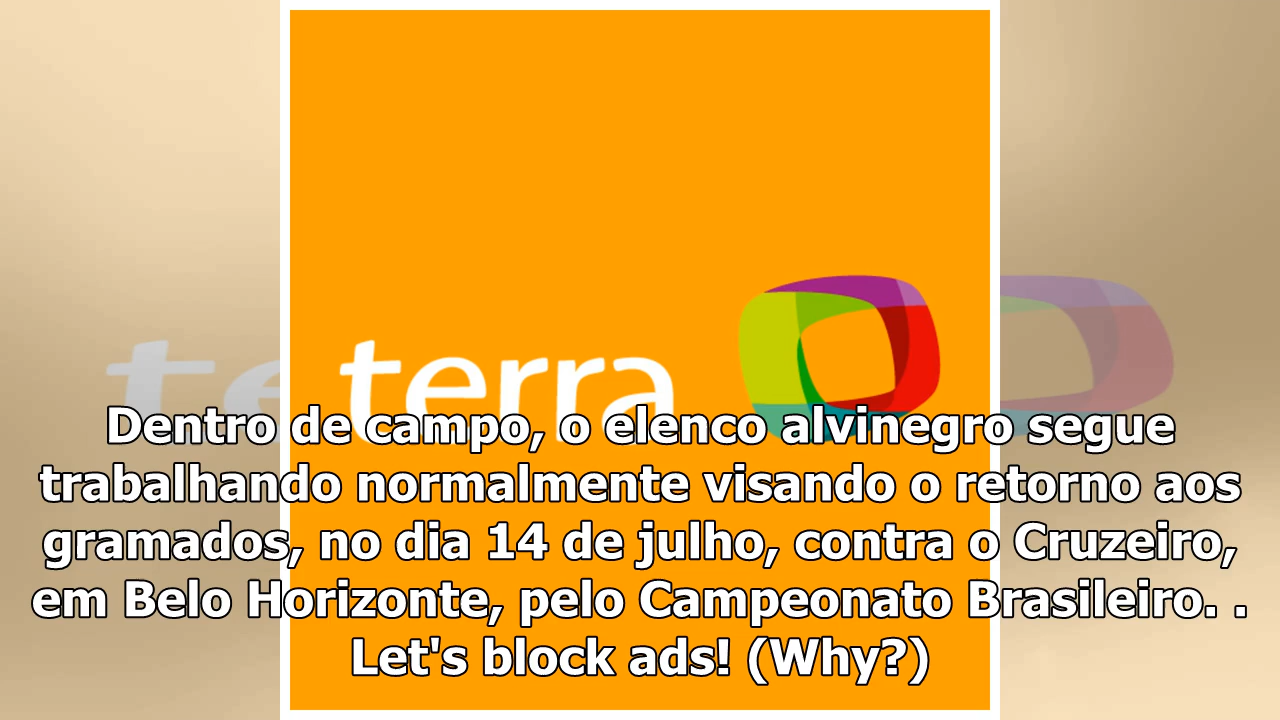 terra
Dentro de campo, o elenco alvinegro segue
trabalhando normalmente visando o retorno aos
gramados, no dia 14 de julho, contra o Cruzeiro,
em Belo Horizonte, pelo Campeonato Brasileiro. .
Let's block ads! (Why?)